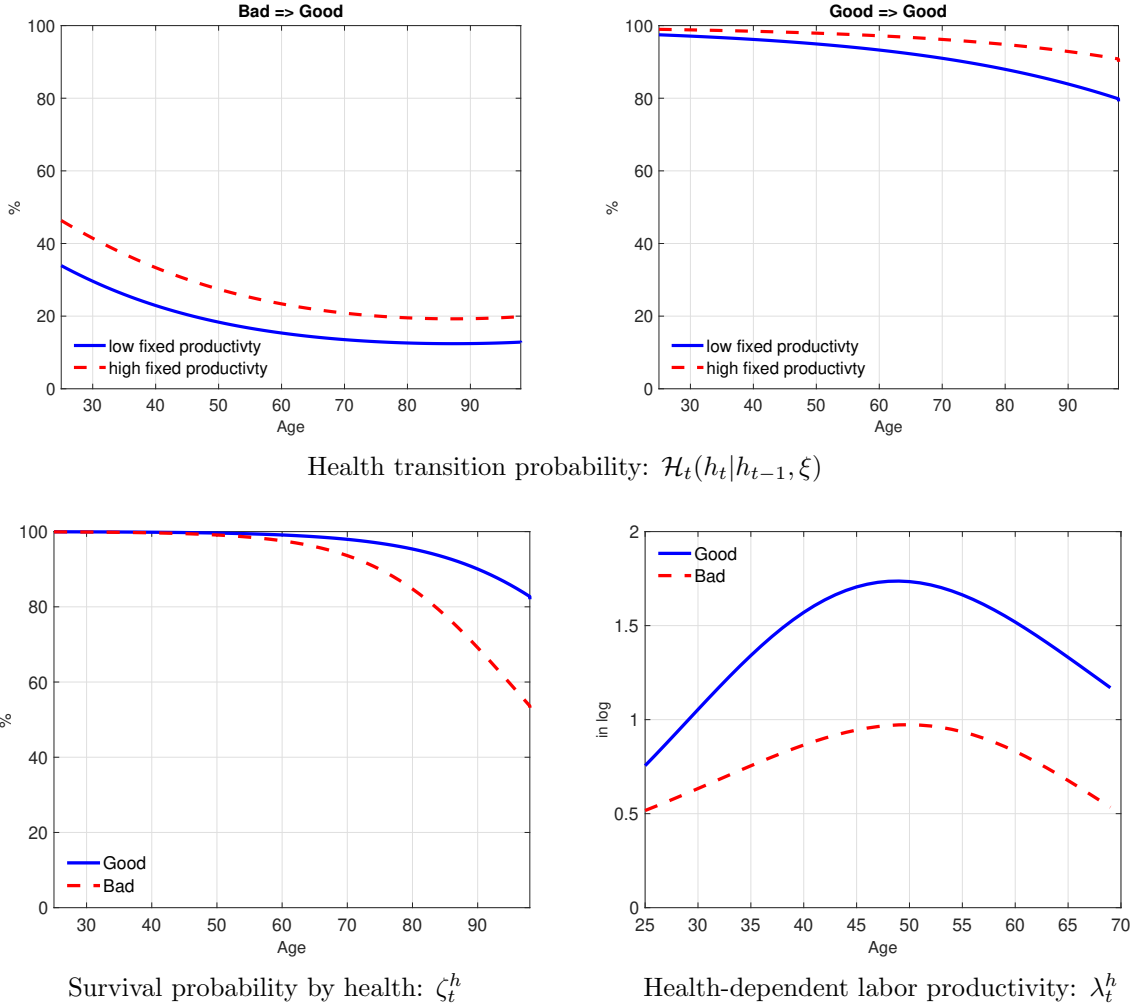 Bad => Good
100
80
60
40
20
0
%
low fixed productivty
high fixed productivty
30 40 50 60 70 80 90
Age
Good => Good
100
80
60
40
20
0
%
low fixed productivty
high fixed productivty
30 40 50 60 70 80 90
Age
Health transition probability: \mathcal{H}_t(h_t|h_{t-1}, ξ)
100
80
60
40
20
0
%
Good
Bad
30 40 50 60 70 80 90
Age
Survival probability by health: ζ_t^h
2
1.5
1
0.5
0
in log
Good
Bad
25 30 35 40 45 50 55 60 65 70
Age
Health-dependent labor productivity: λ_t^h